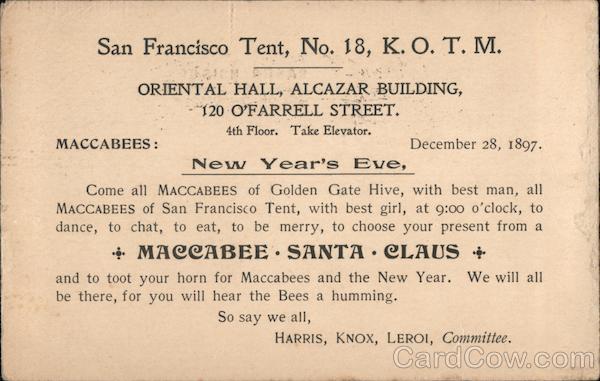 San Francisco Tent, No. 18, K. O. T. M.
ORIENTAL HALL, ALCAZAR BUILDING,
120 O'FARRELL STREET.
4th Floor. Take Elevator.
MACCABEES: December 28, 1897.
New Year's Eve,
Come all MACCABEES of Golden Gate Hive, with best man, all
MACCABEES of San Francisco Tent, with best girl, at 9:00 o'clock, to
dance, to chat, to eat, to be merry, to choose your present from a
MACCABEE · SANTA · CLAUS
and to toot your horn for Maccabees and the New Year. We will all
be there, for you will hear the Bees a humming.
So say we all,
HARRIS, KNOX, LEROI, Committee.
CardCow.com